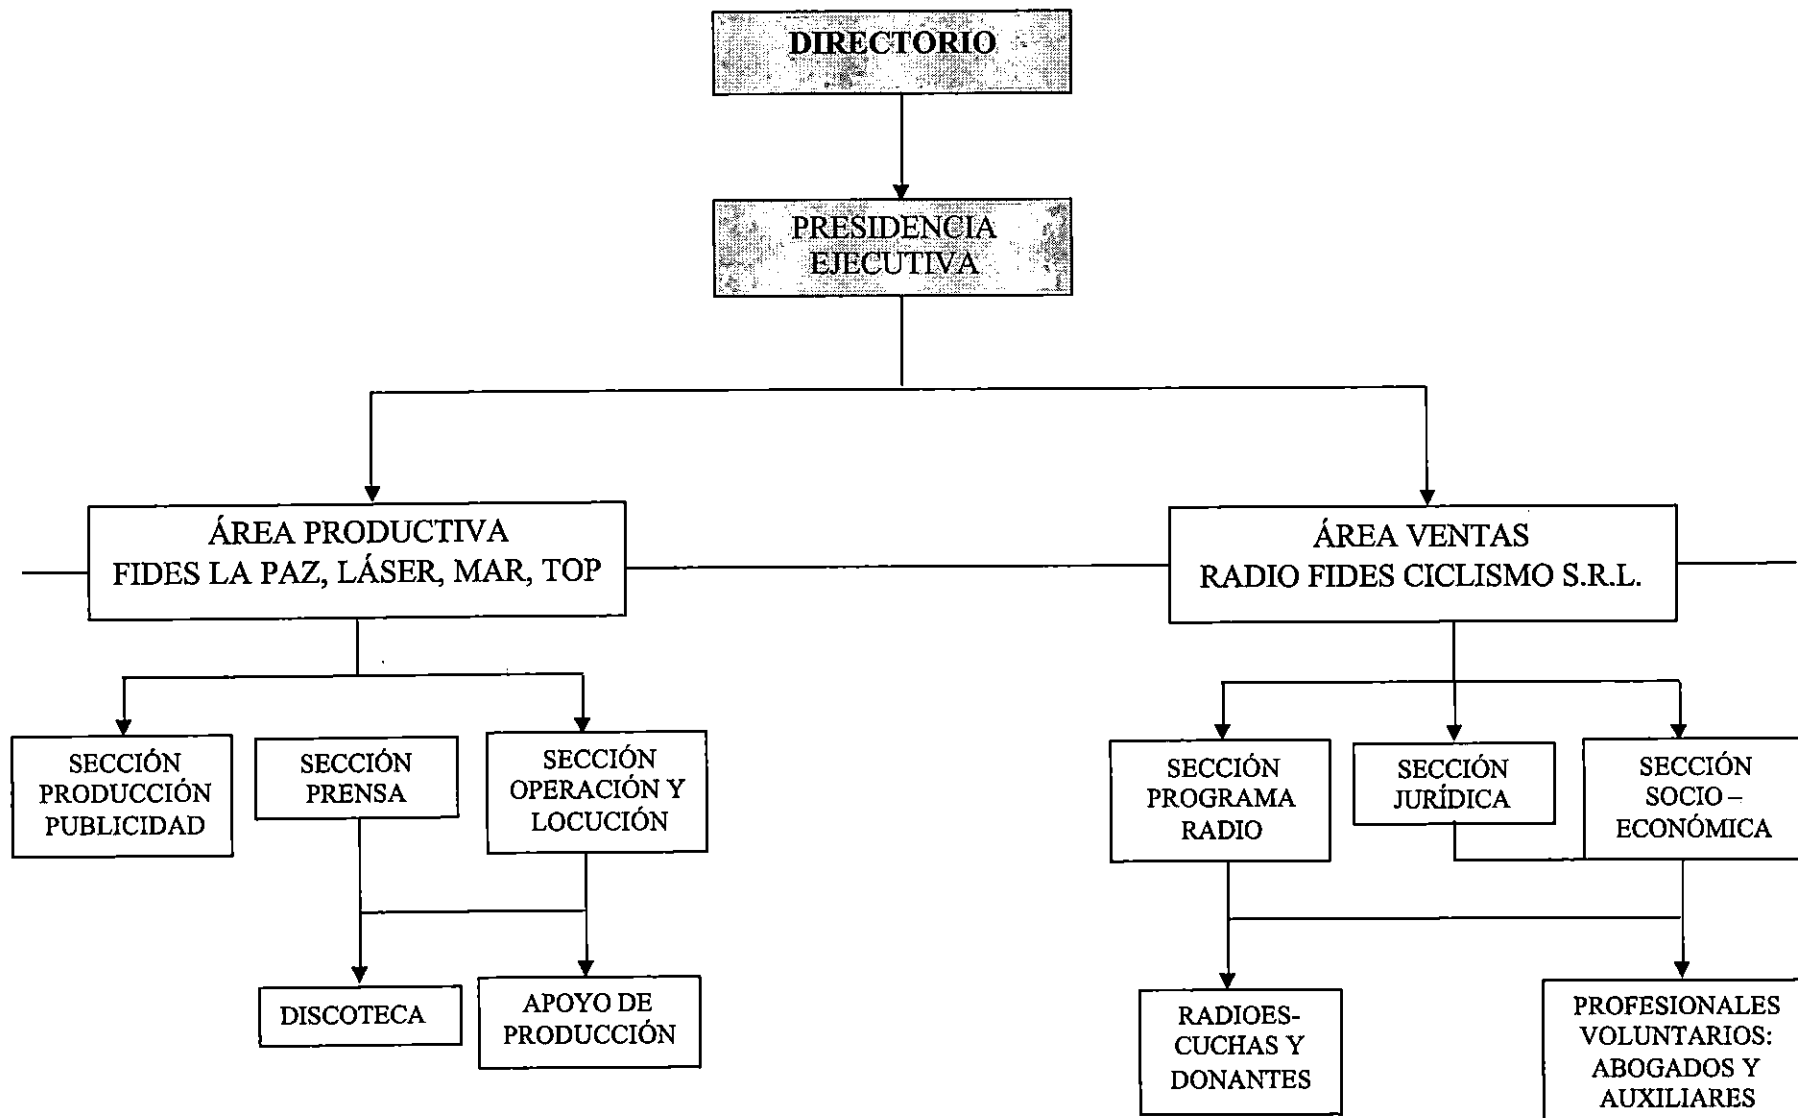 DIRECTORIO
PRESIDENCIA
EJECUTIVA
ÁREA PRODUCTIVA
FIDES LA PAZ, LÁSER, MAR, TOP
ÁREA VENTAS
RADIO FIDES CICLISMO S.R.L.
SECCIÓN
PRODUCCIÓN
PUBLICIDAD
SECCIÓN
PRENSA
SECCIÓN
OPERACIÓN Y
LOCUCIÓN
SECCIÓN
PROGRAMA
RADIO
SECCIÓN
JURÍDICA
SECCIÓN
SOCIO –
ECONÓMICA
DISCOTECA
APOYO DE
PRODUCCIÓN
RADIOES-
CUCHAS Y
DONANTES
PROFESIONALES
VOLUNTARIOS:
ABOGADOS Y
AUXILIARES